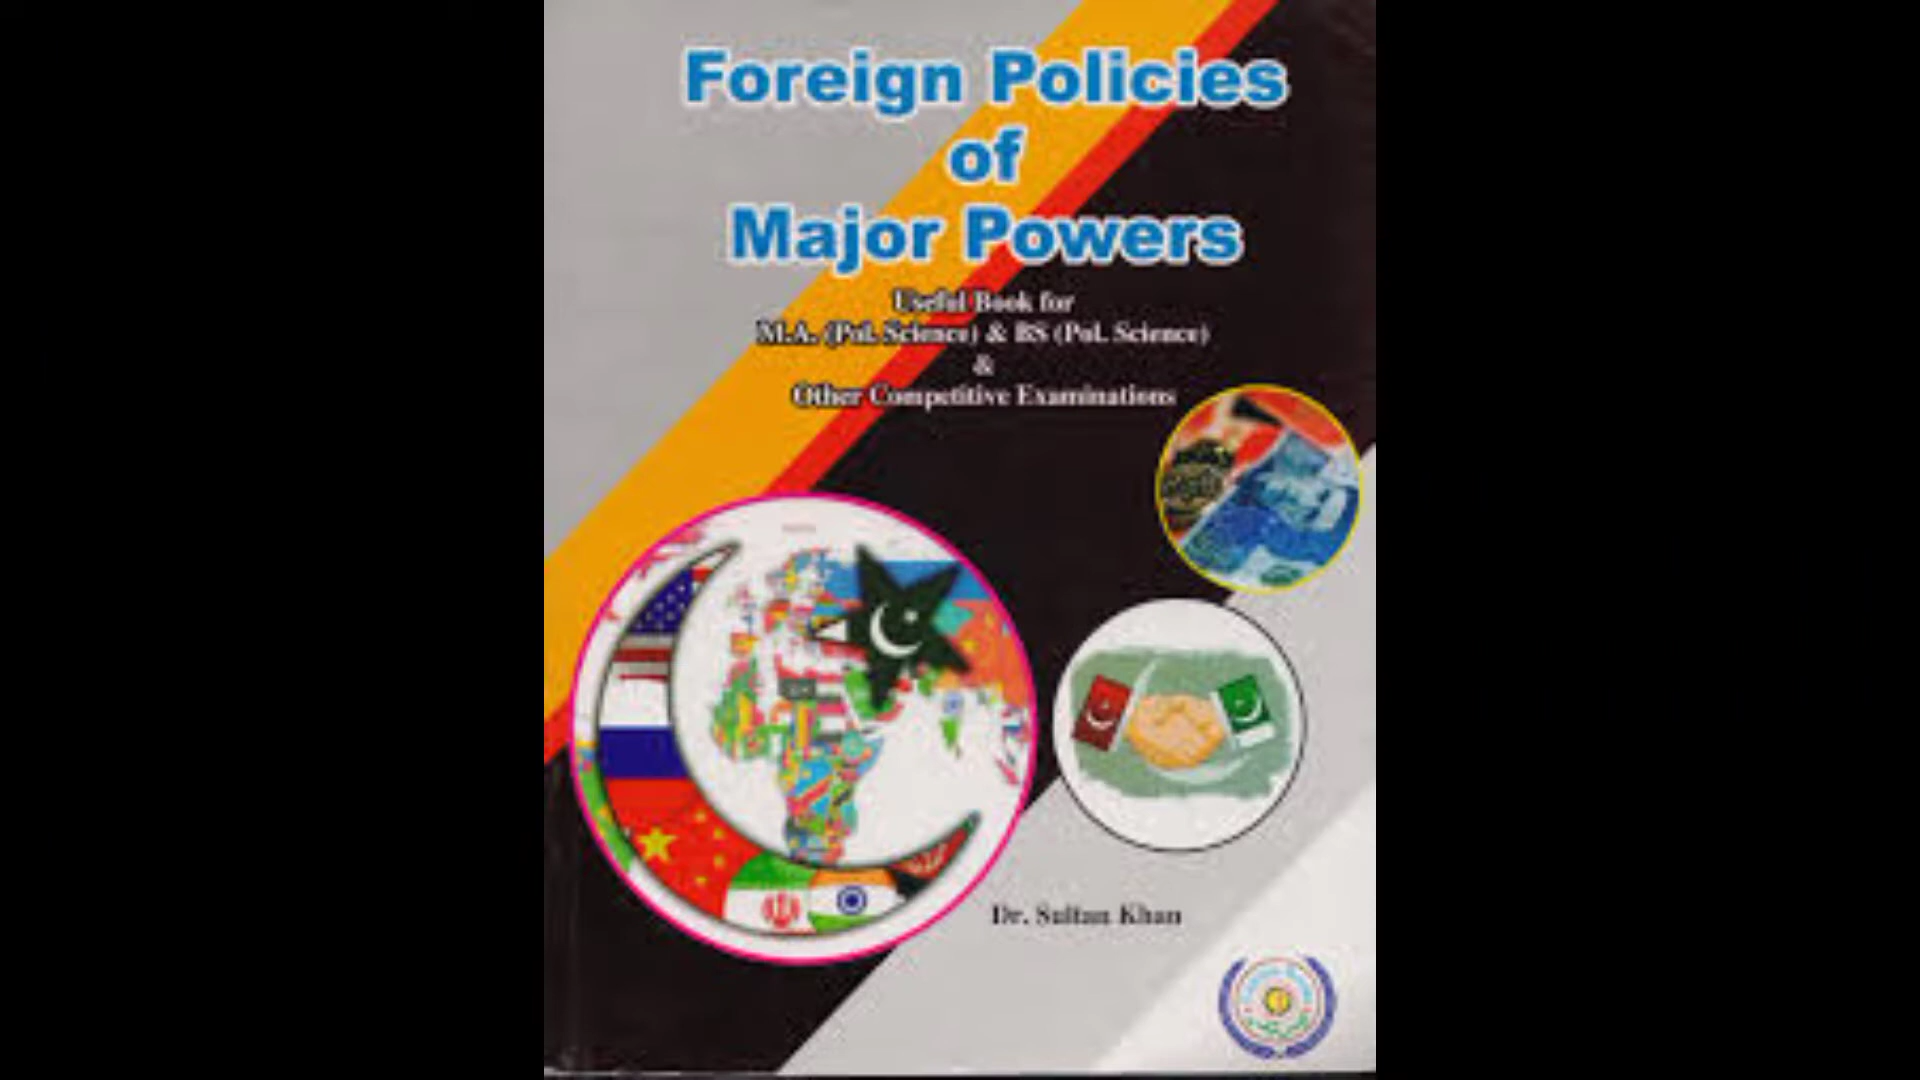 Foreign Policies
of
Major Powers
Useful Book for
M.A. (Pol. Science) & BS (Pol. Science)
&
Other Competitive Examinations
Dr. Sultan Khan